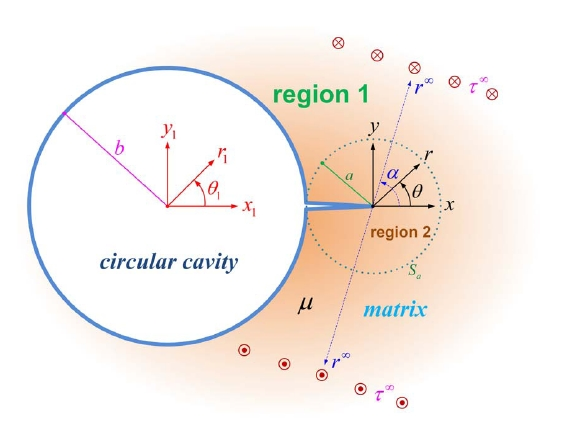 r^∞
τ^∞
region 1
y₁
y
b
r₁
r
a
α
θ₁
θ
x₁
x
region 2
circular cavity
Sₐ
μ
matrix
r^∞
τ^∞